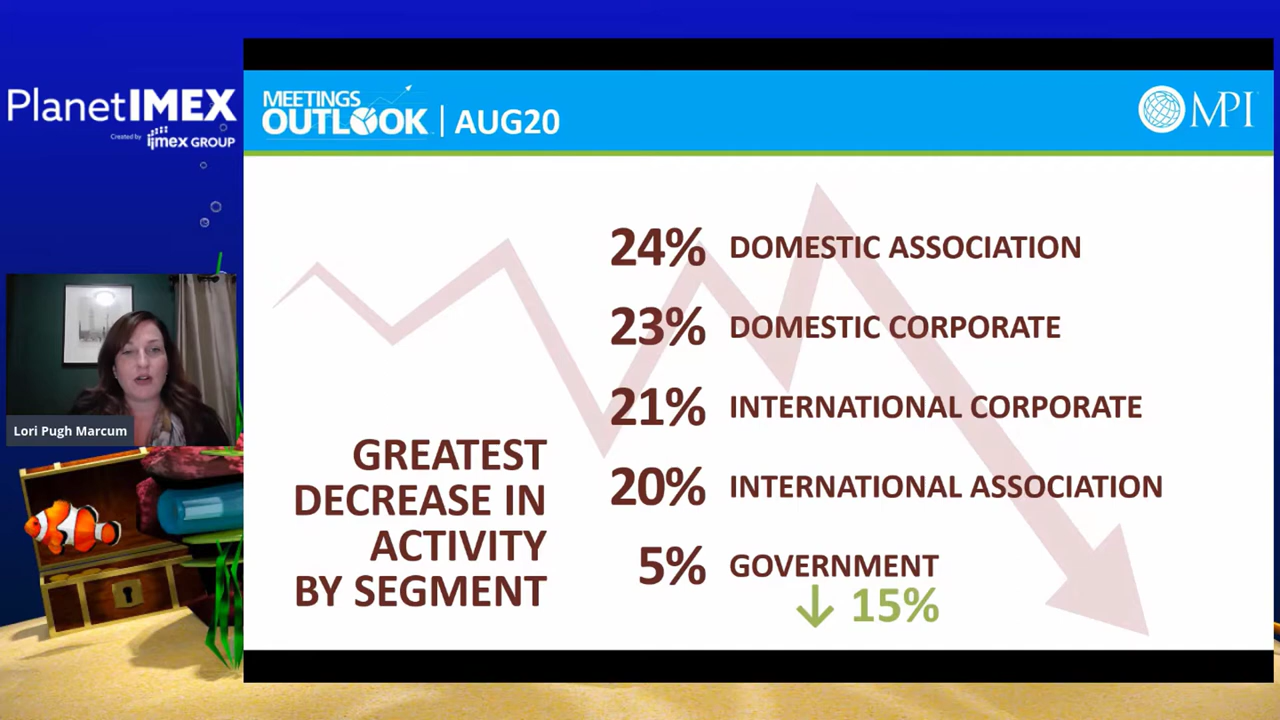 PlanetIMEX
Created by
imex GROUP
MEETINGS
OUTLOOK | AUG20
MPI
24% DOMESTIC ASSOCIATION
23% DOMESTIC CORPORATE
21% INTERNATIONAL CORPORATE
20% INTERNATIONAL ASSOCIATION
5% GOVERNMENT
↓ 15%
GREATEST
DECREASE IN
ACTIVITY
BY SEGMENT
Lori Pugh Marcum